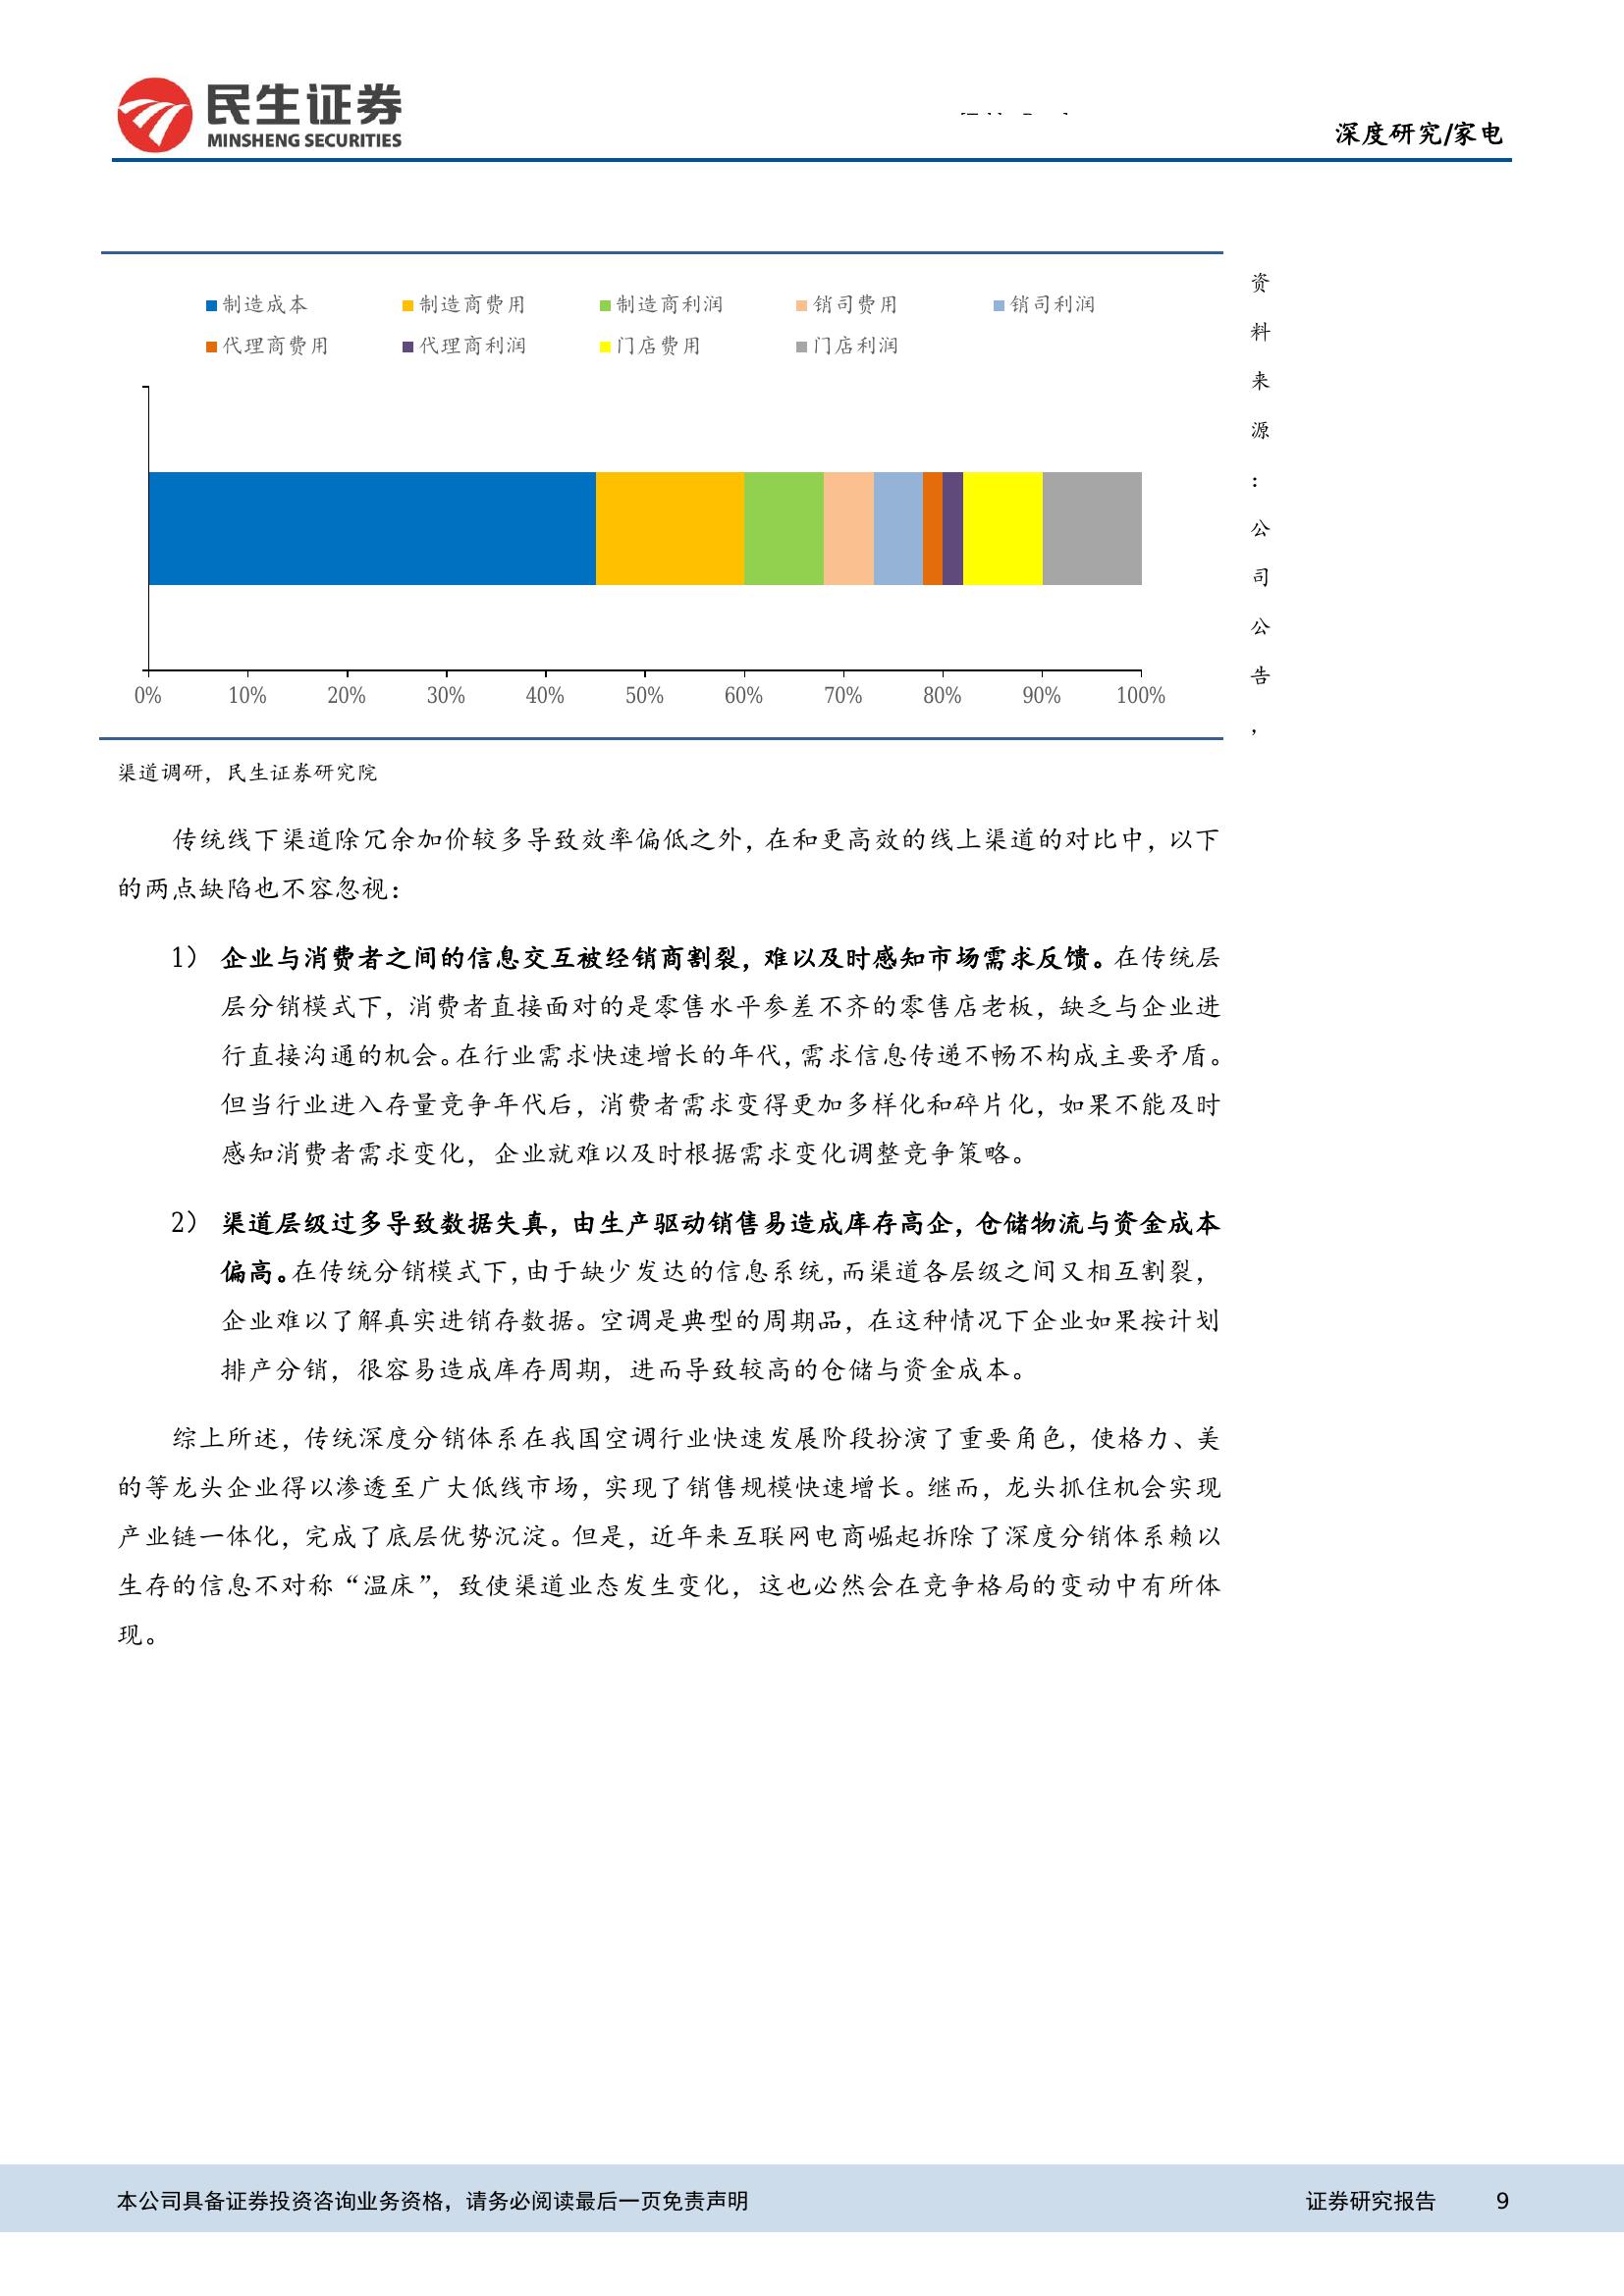 民生证券
MINSHENG SECURITIES
深度研究/家电
制造成本 制造商费用 制造商利润 销司费用 销司利润
代理商费用 代理商利润 门店费用 门店利润
0% 10% 20% 30% 40% 50% 60% 70% 80% 90% 100%
资
料
来
源
:
公
司
公
告
,
渠道调研，民生证券研究院
传统线下渠道除冗余加价较多导致效率偏低之外，在和更高效的线上渠道的对比中，以下
的两点缺陷也不容忽视：
1） 企业与消费者之间的信息交互被经销商割裂，难以及时感知市场需求反馈。在传统层
层分销模式下，消费者直接面对的是零售水平参差不齐的零售店老板，缺乏与企业进
行直接沟通的机会。在行业需求快速增长的年代，需求信息传递不畅不构成主要矛盾。
但当行业进入存量竞争年代后，消费者需求变得更加多样化和碎片化，如果不能及时
感知消费者需求变化，企业就难以及时根据需求变化调整竞争策略。
2） 渠道层级过多导致数据失真，由生产驱动销售易造成库存高企，仓储物流与资金成本
偏高。在传统分销模式下，由于缺少发达的信息系统，而渠道各层级之间又相互割裂，
企业难以了解真实进销存数据。空调是典型的周期品，在这种情况下企业如果按计划
排产分销，很容易造成库存周期，进而导致较高的仓储与资金成本。
综上所述，传统深度分销体系在我国空调行业快速发展阶段扮演了重要角色，使格力、美
的等龙头企业得以渗透至广大低线市场，实现了销售规模快速增长。继而，龙头抓住机会实现
产业链一体化，完成了底层优势沉淀。但是，近年来互联网电商崛起拆除了深度分销体系赖以
生存的信息不对称“温床”，致使渠道业态发生变化，这也必然会在竞争格局的变动中有所体
现。
本公司具备证券投资咨询业务资格，请务必阅读最后一页免责声明 证券研究报告 9